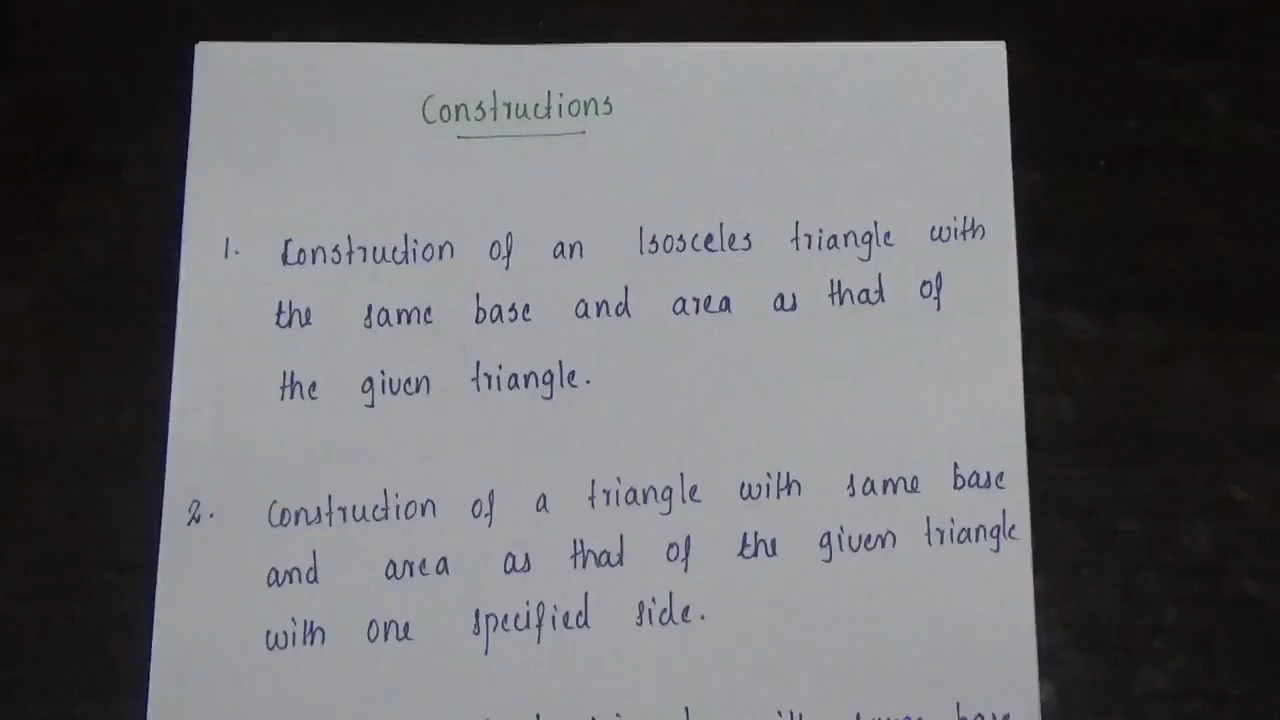 Constructions
1. Construction of an Isosceles triangle with
the same base and area as that of
the given triangle.
2. Construction of a triangle with same base
and area as that of the given triangle
with one specified side.